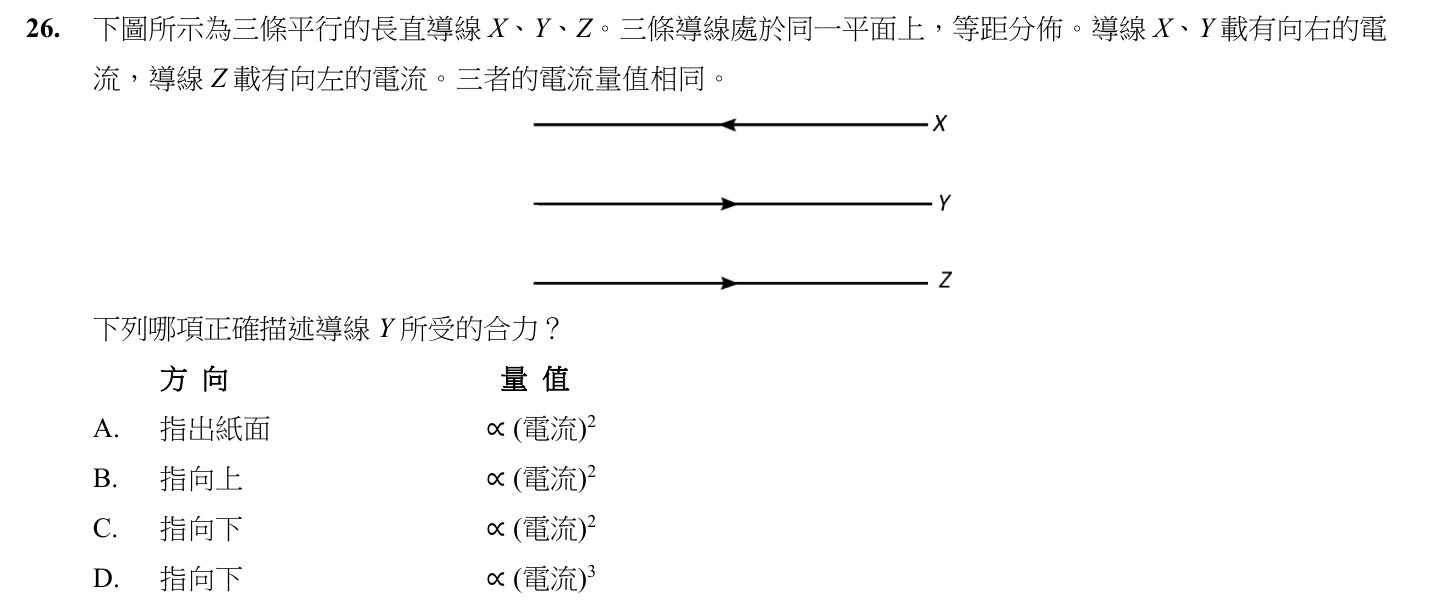 26. 下圖所示為三條平行的長直導線 X、Y、Z。三條導線處於同一平面上，等距分佈。導線 X、Y 載有向右的電
流，導線 Z 載有向左的電流。三者的電流量值相同。
X
Y
Z
下列哪項正確描述導線 Y 所受的合力？
方 向 量 值
A. 指出紙面 ∝ (電流)²
B. 指向上 ∝ (電流)²
C. 指向下 ∝ (電流)²
D. 指向下 ∝ (電流)³